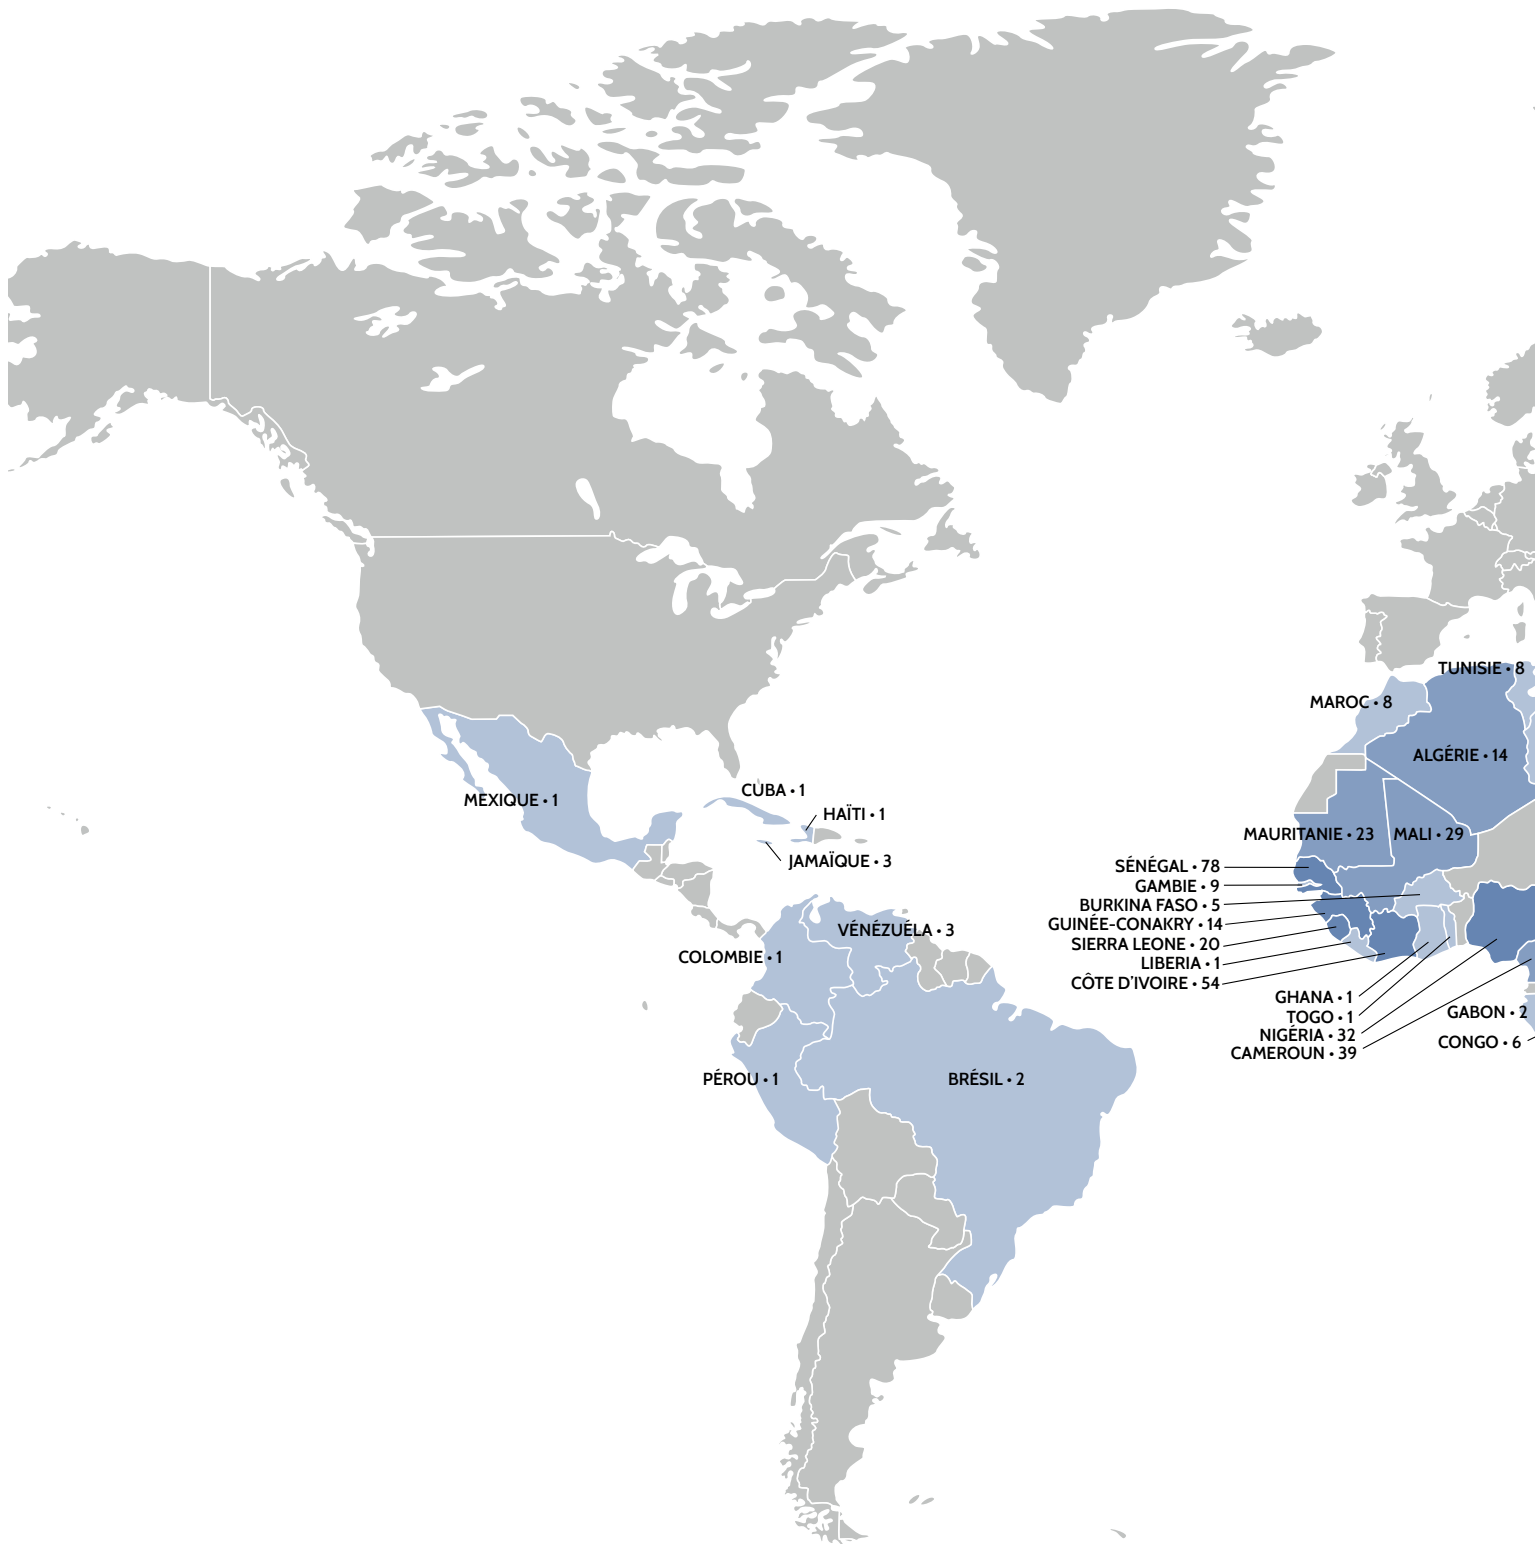 TUNISIE • 8
MAROC • 8
ALGÉRIE • 14
CUBA • 1
MEXIQUE • 1
HAÏTI • 1
MAURITANIE • 23
MALI • 29
JAMAÏQUE • 3
SÉNÉGAL • 78
GAMBIE • 9
BURKINA FASO • 5
GUINÉE-CONAKRY • 14
VÉNÉZUÉLA • 3
SIERRA LEONE • 20
COLOMBIE • 1
LIBERIA • 1
CÔTE D'IVOIRE • 54
GHANA • 1
TOGO • 1
GABON • 2
NIGÉRIA • 32
CONGO • 6
CAMEROUN • 39
PÉROU • 1
BRÉSIL • 2